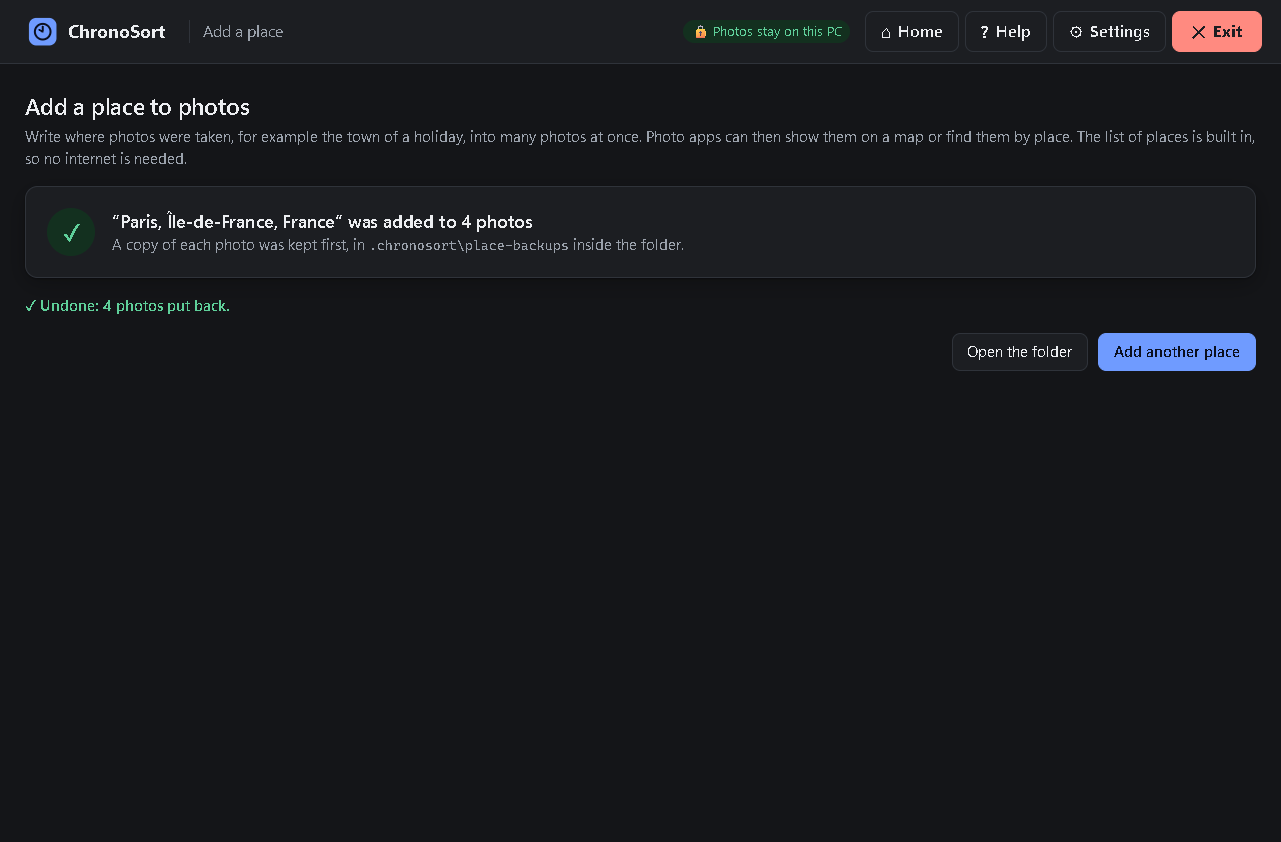 ChronoSort
Add a place
Photos stay on this PC
Home
? Help
Settings
Exit
Add a place to photos
Write where photos were taken, for example the town of a holiday, into many photos at once. Photo apps can then show them on a map or find them by place. The list of places is built in,
so no internet is needed.
“Paris, Île-de-France, France” was added to 4 photos
A copy of each photo was kept first, in .chronosort\place-backups inside the folder.
✓ Undone: 4 photos put back.
Open the folder
Add another place